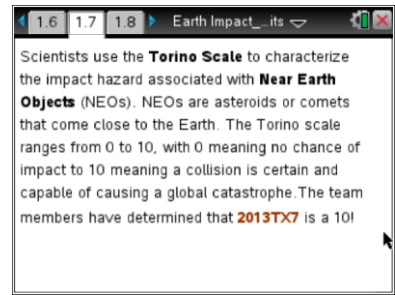 1.6 1.7 1.8 Earth Impact_...its
Scientists use the Torino Scale to characterize
the impact hazard associated with Near Earth
Objects (NEOs). NEOs are asteroids or comets
that come close to the Earth. The Torino scale
ranges from 0 to 10, with 0 meaning no chance of
impact to 10 meaning a collision is certain and
capable of causing a global catastrophe.The team
members have determined that 2013TX7 is a 10!